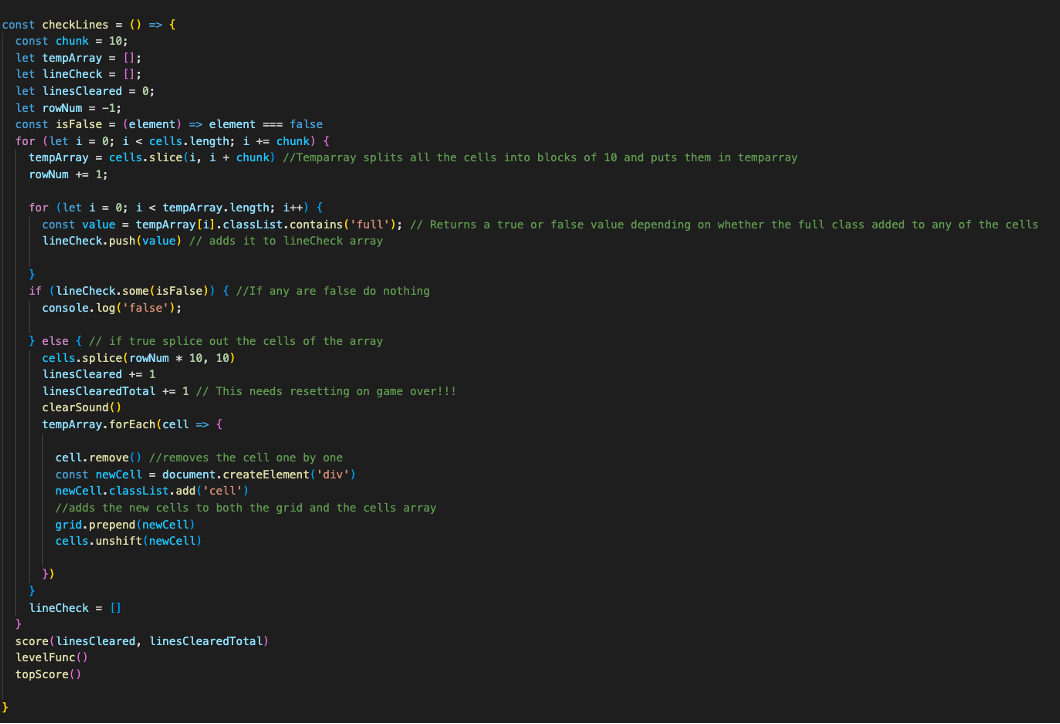 const checkLines = () => {
  const chunk = 10;
  let tempArray = [];
  let lineCheck = [];
  let linesCleared = 0;
  let rowNum = -1;
  const isFalse = (element) => element === false
  for (let i = 0; i < cells.length; i += chunk) {
    tempArray = cells.slice(i, i + chunk) //Temparray splits all the cells into blocks of 10 and puts them in temparray
    rowNum += 1;

    for (let i = 0; i < tempArray.length; i++) {
      const value = tempArray[i].classList.contains('full'); // Returns a true or false value depending on whether the full class added to any of the cells
      lineCheck.push(value) // adds it to lineCheck array

    }
    if (lineCheck.some(isFalse)) { //If any are false do nothing
      console.log('false');

    } else { // if true splice out the cells of the array
      cells.splice(rowNum * 10, 10)
      linesCleared += 1
      linesClearedTotal += 1 // This needs resetting on game over!!!
      clearSound()
      tempArray.forEach(cell => {

        cell.remove() //removes the cell one by one
        const newCell = document.createElement('div')
        newCell.classList.add('cell')
        //adds the new cells to both the grid and the cells array
        grid.prepend(newCell)
        cells.unshift(newCell)

      })
    }
    lineCheck = []
  }
  score(linesCleared, linesClearedTotal)
  levelFunc()
  topScore()

}